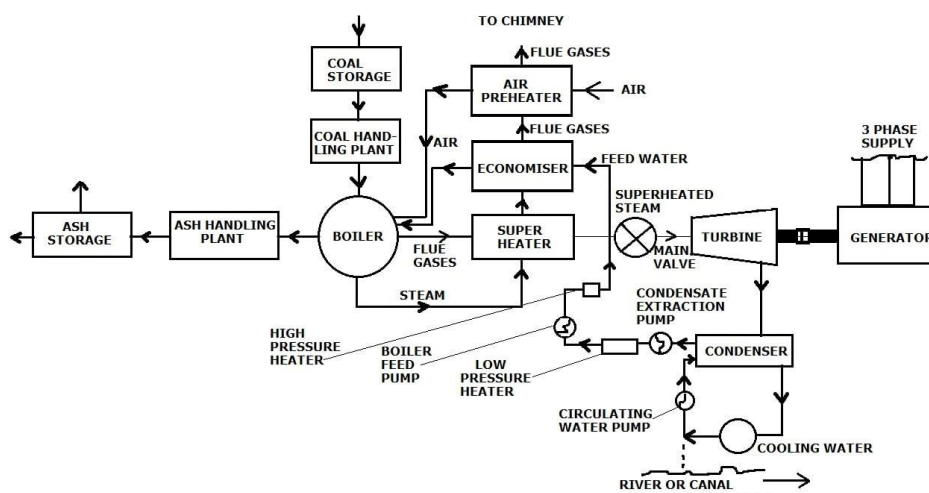 TO CHIMNEY
FLUE GASES
COAL
STORAGE
AIR
PREHEATER
AIR
3 PHASE
SUPPLY
COAL HAND-
LING PLANT
AIR
FLUE GASES
ECONOMISER
FEED WATER
SUPERHEATED
STEAM
ASH
STORAGE
ASH HANDLING
PLANT
BOILER
FLUE
GASES
SUPER
HEATER
MAIN
VALVE
TURBINE
GENERATOR
STEAM
HIGH
PRESSURE
HEATER
BOILER
FEED
PUMP
LOW
PRESSURE
HEATER
CONDENSATE
EXTRACTION
PUMP
CONDENSER
CIRCULATING
WATER PUMP
COOLING WATER
RIVER OR CANAL